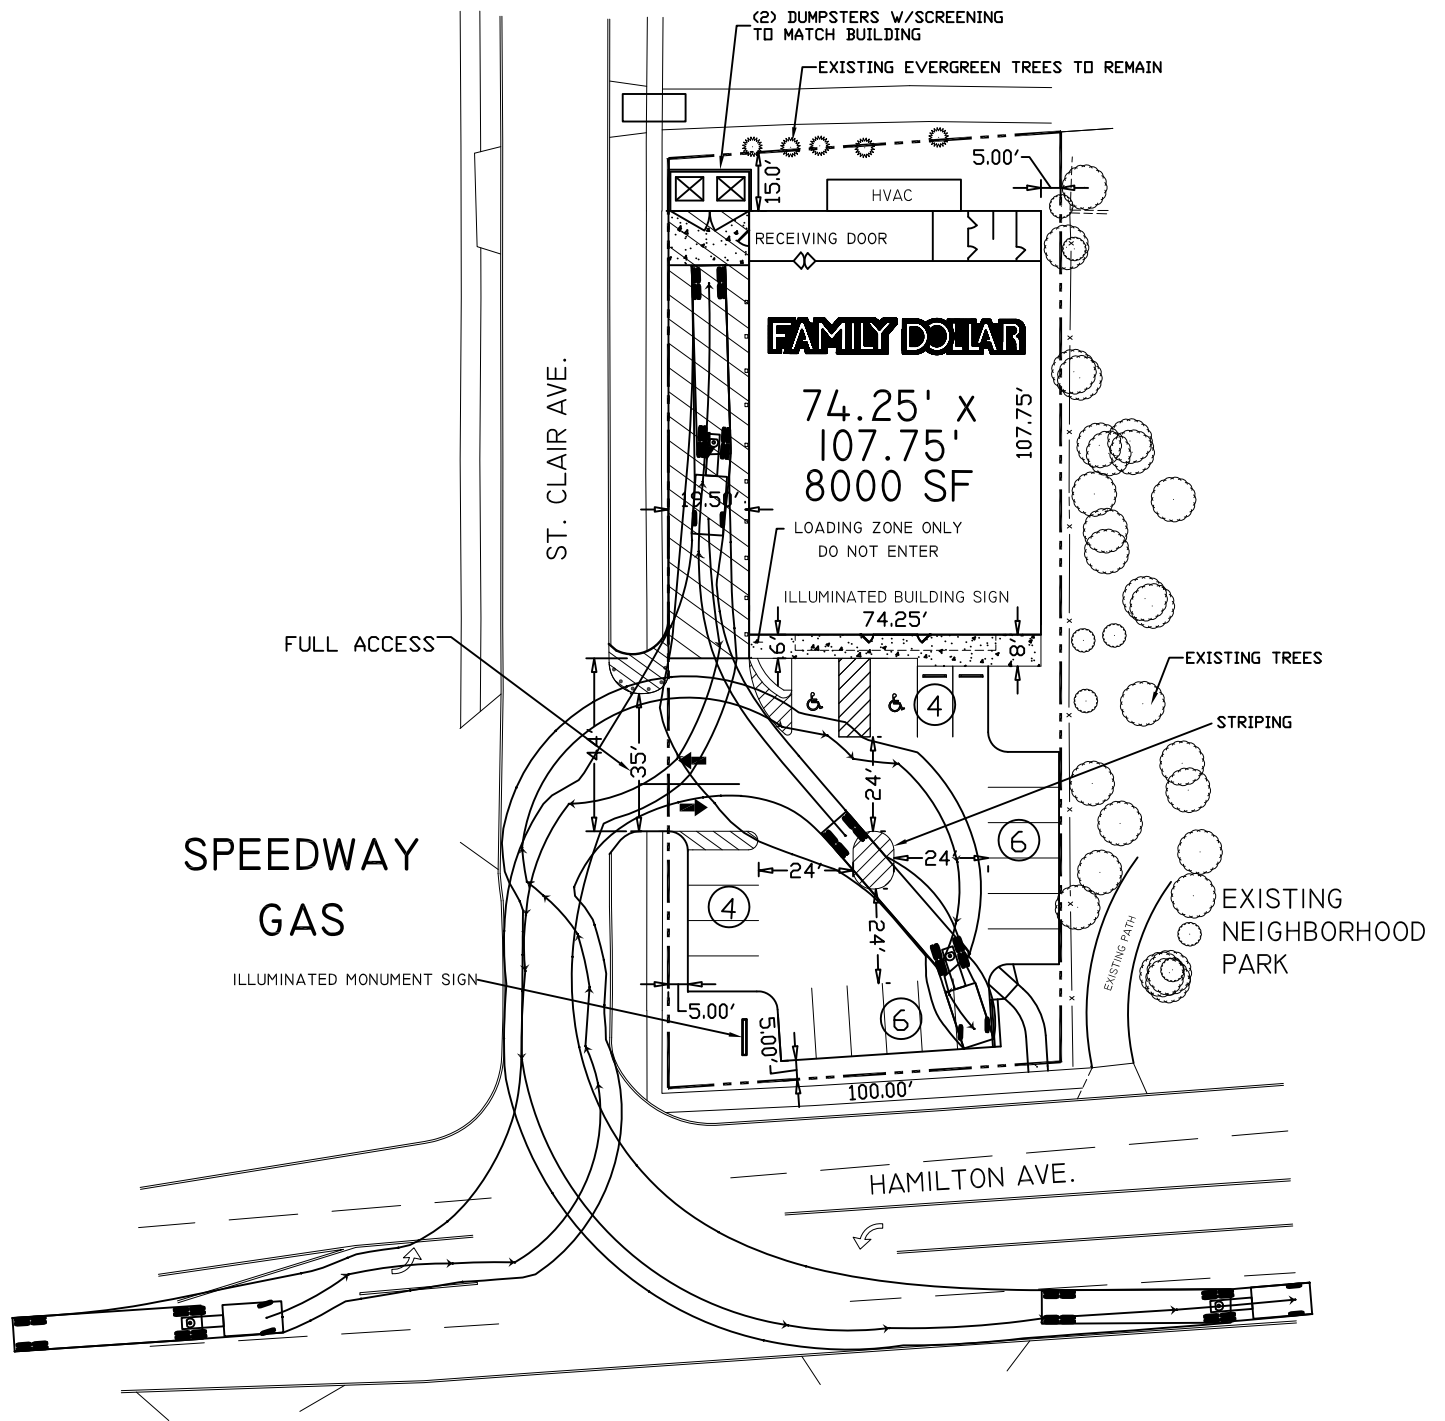 (2) DUMPSTERS W/SCREENING
TO MATCH BUILDING
EXISTING EVERGREEN TREES TO REMAIN
5.00'
15.0'
HVAC
RECEIVING DOOR
FAMILY DOLLAR
74.25' X
107.75'
8000 SF
107.75'
ST. CLAIR AVE.
19.50'
LOADING ZONE ONLY
DO NOT ENTER
ILLUMINATED BUILDING SIGN
74.25'
6'
8'
FULL ACCESS
EXISTING TREES
4
STRIPING
44'
35'
24'
6
SPEEDWAY
GAS
24'
24'
4
24'
EXISTING
NEIGHBORHOOD
PARK
EXISTING PATH
ILLUMINATED MONUMENT SIGN
5.00'
5.00'
6
100.00'
HAMILTON AVE.